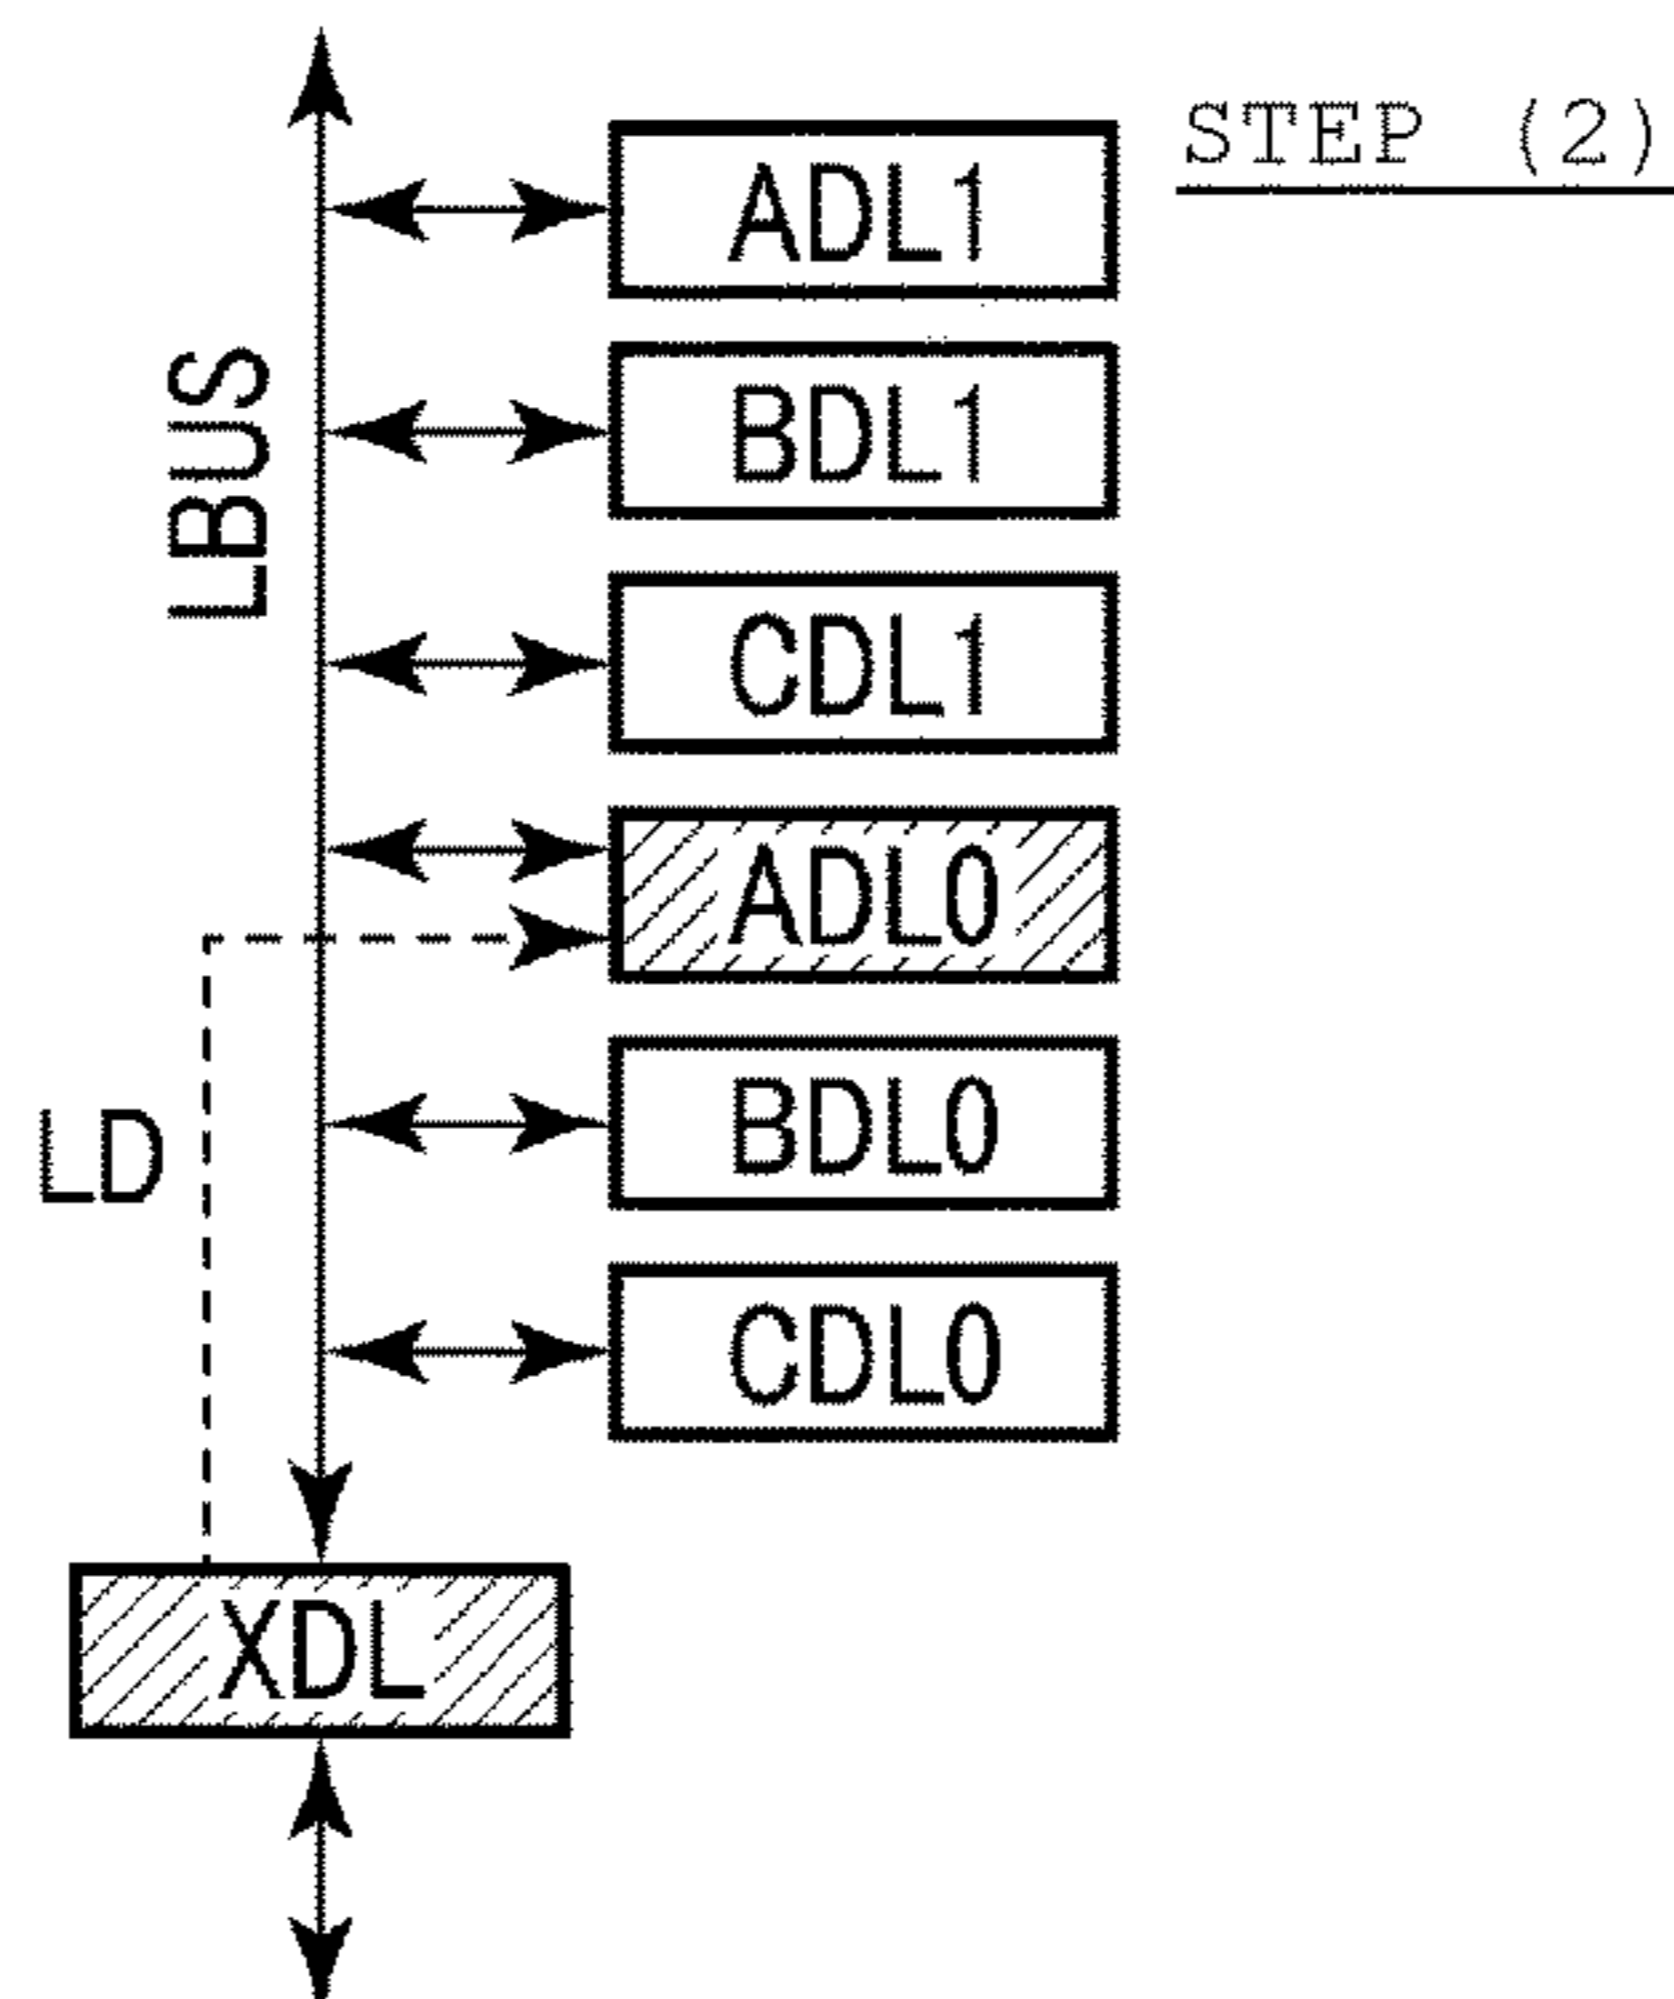 STEP (2)
ADL1
LBUS
BDL1
CDL1
ADL0
LD
BDL0
CDL0
XDL